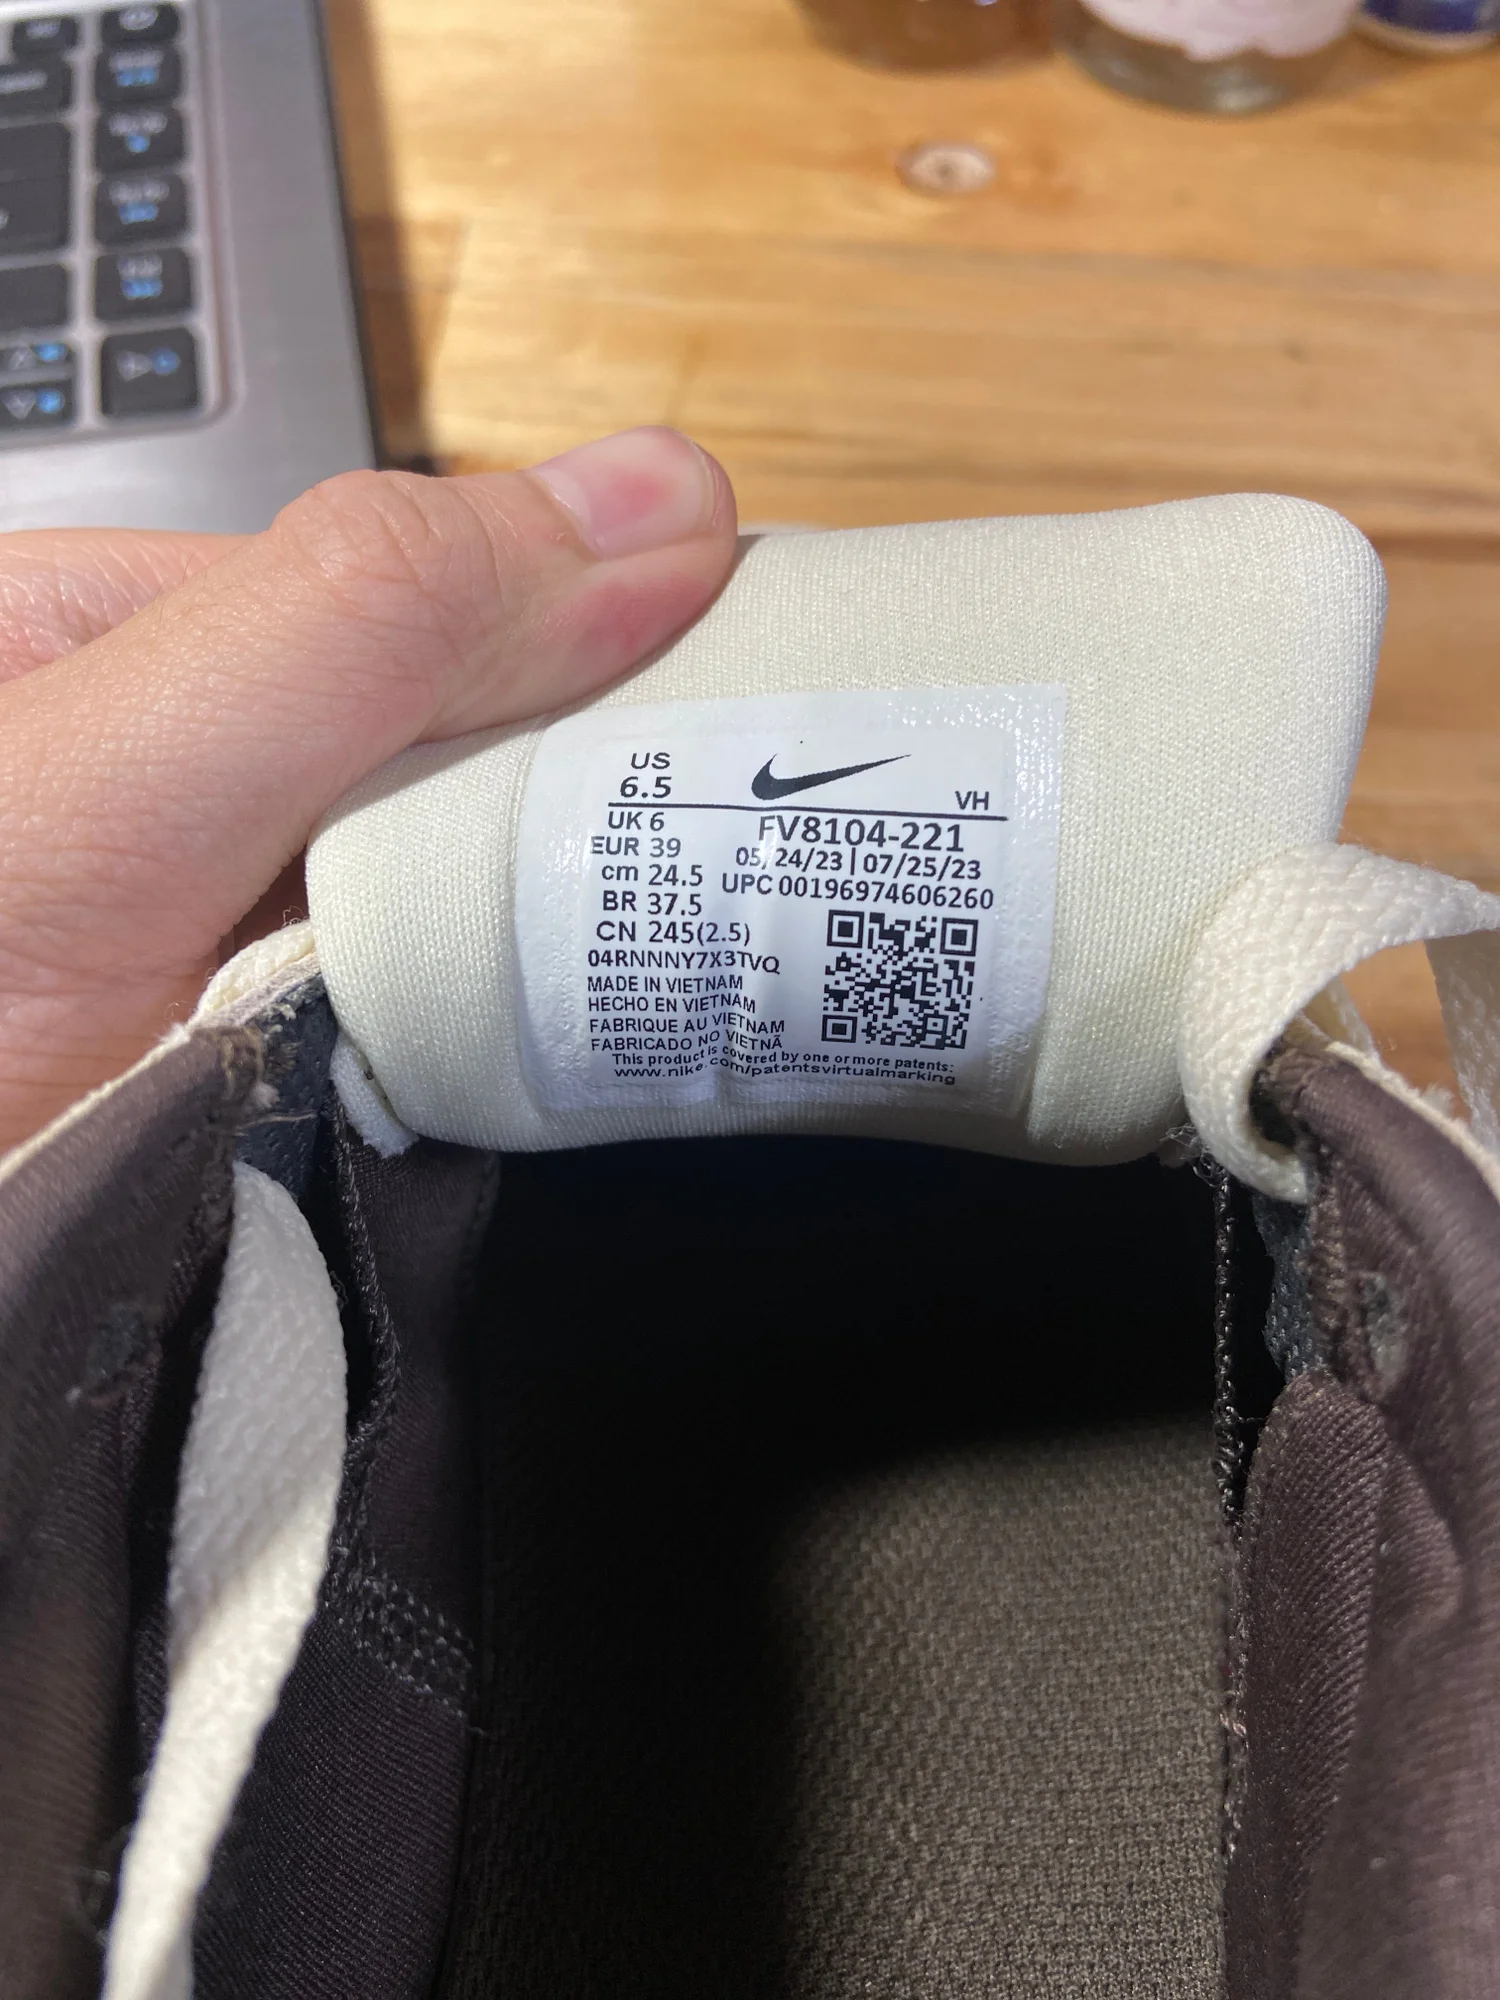 US
6.5
VH
UK 6
FV8104-221
EUR 39
05/24/23 | 07/25/23
cm 24.5
UPC 00196974606260
BR 37.5
CN 245(2.5)
04RNNNY7X3TVQ
MADE IN VIETNAM
HECHO EN VIETNAM
FABRIQUE AU VIETNAM
FABRICADO NO VIETNÃ
This product is covered by one or more patents:
www.nike.com/patentsvirtualmarking